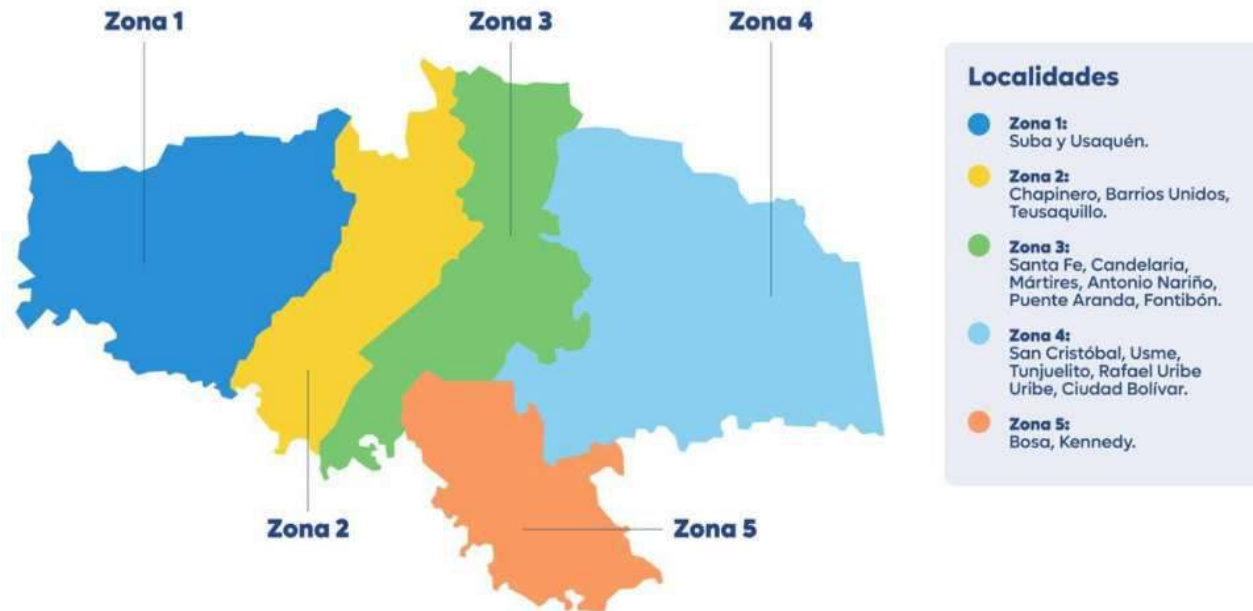 Zona 1
Zona 3
Zona 4
Zona 2
Zona 5
Localidades
Zona 1:
Suba y Usaquén.
Zona 2:
Chapinero, Barrios Unidos,
Teusaquillo.
Zona 3:
Santa Fe, Candelaria,
Mártires, Antonio Nariño,
Puente Aranda, Fontibón.
Zona 4:
San Cristóbal, Usme,
Tunjuelito, Rafael Uribe
Uribe, Ciudad Bolívar.
Zona 5:
Bosa, Kennedy.